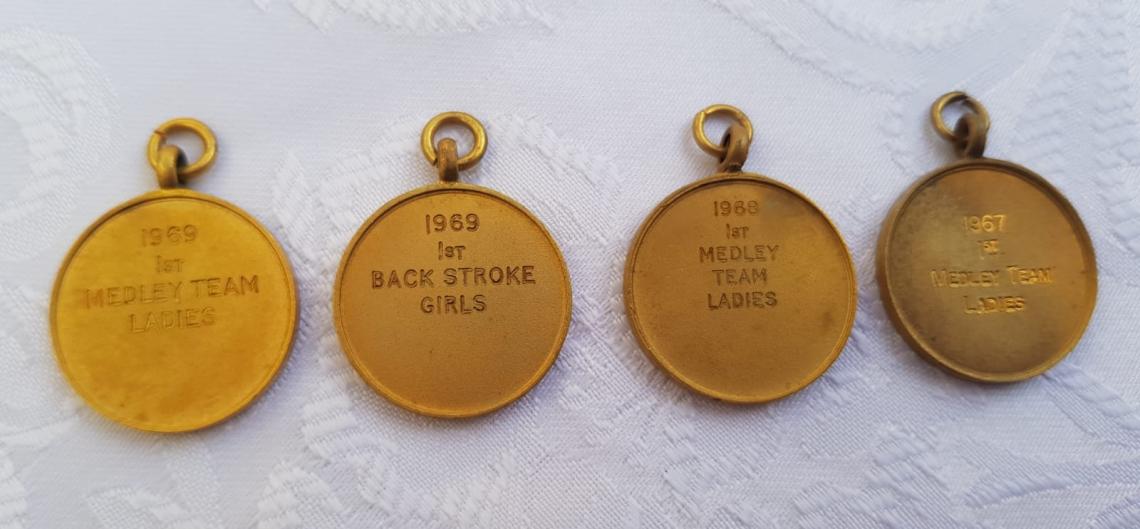 1969
1ST
MEDLEY TEAM
LADIES
1969
1ST
BACK STROKE
GIRLS
1968
1ST
MEDLEY
TEAM
LADIES
1967
1ST.
MEDLEY TEAM
LADIES